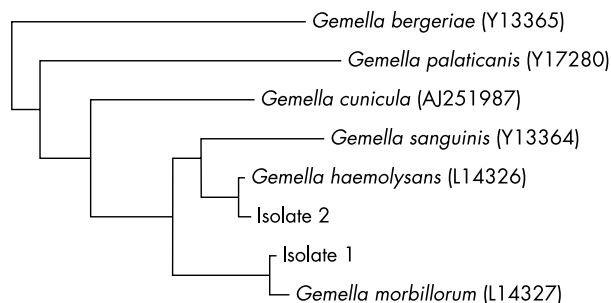 Gemella bergeriae (Y13365)
Gemella palaticanis (Y17280)
Gemella cunicula (AJ251987)
Gemella sanguinis (Y13364)
Gemella haemolysans (L14326)
Isolate 2
Isolate 1
Gemella morbillorum (L14327)